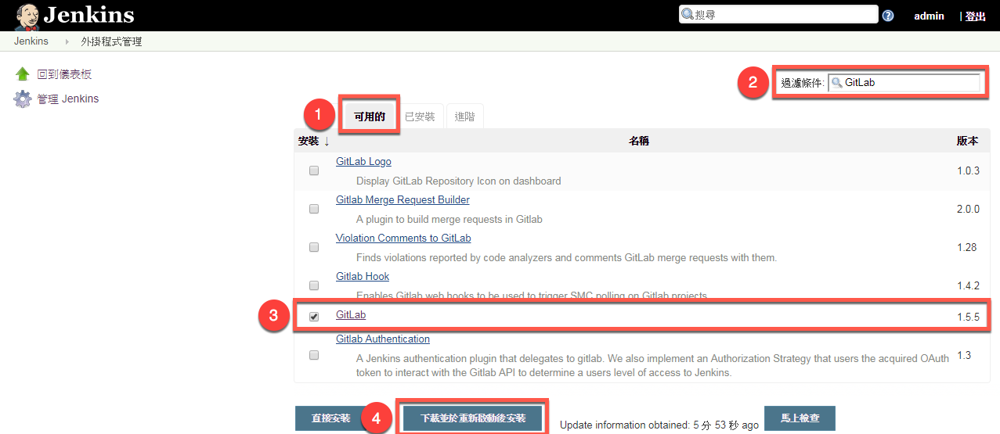 Jenkins
搜尋
admin
| 登出
Jenkins
外掛程式管理
回到儀表板
管理 Jenkins
2
過濾條件:
GitLab
1
可用的
已安裝
進階
安裝 ↓
名稱
版本
GitLab Logo
Display GitLab Repository Icon on dashboard
1.0.3
Gitlab Merge Request Builder
A plugin to build merge requests in Gitlab
2.0.0
Violation Comments to GitLab
Finds violations reported by code analyzers and comments GitLab merge requests with them.
1.28
Gitlab Hook
Enables Gitlab web hooks to be used to trigger SMC polling on Gitlab projects
1.4.2
3
GitLab
1.5.5
Gitlab Authentication
A Jenkins authentication plugin that delegates to gitlab. We also implement an Authorization Strategy that users the acquired OAuth
token to interact with the Gitlab API to determine a users level of access to Jenkins.
1.3
直接安裝
4
下載並於重新啟動後安裝
Update information obtained: 5 分 53 秒 ago
馬上檢查